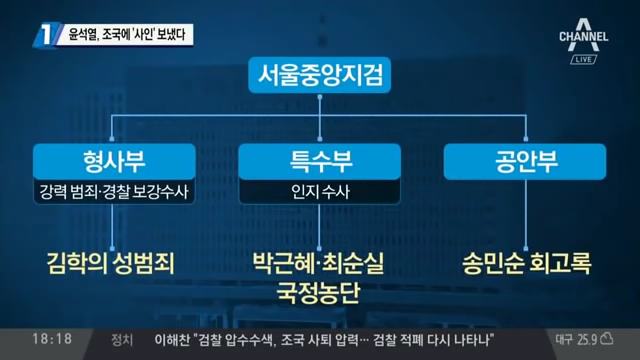 1 윤석열, 조국에 '사인' 보냈다
CHANNEL A
LIVE
서울중앙지검
형사부
강력 범죄·경찰 보강수사
김학의 성범죄
특수부
인지 수사
박근혜·최순실
국정농단
공안부
송민순 회고록
18:18 정치 이해찬 "검찰 압수수색, 조국 사퇴 압력… 검찰 적폐 다시 나타나" 대구 25.9